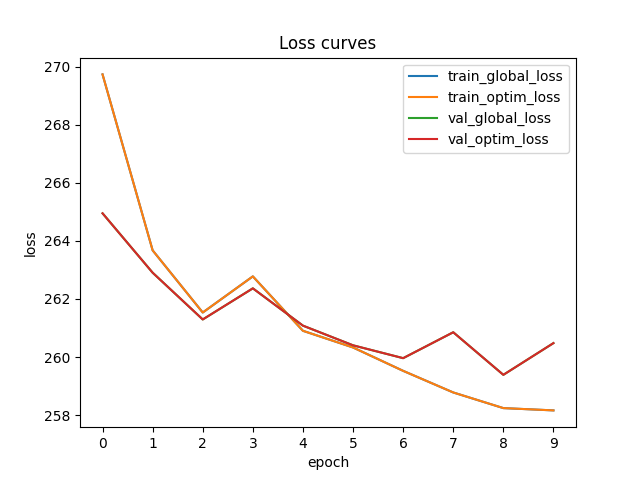 Loss curves
270
268
266
264
262
260
258
loss
0 1 2 3 4 5 6 7 8 9
epoch
train_global_loss
train_optim_loss
val_global_loss
val_optim_loss